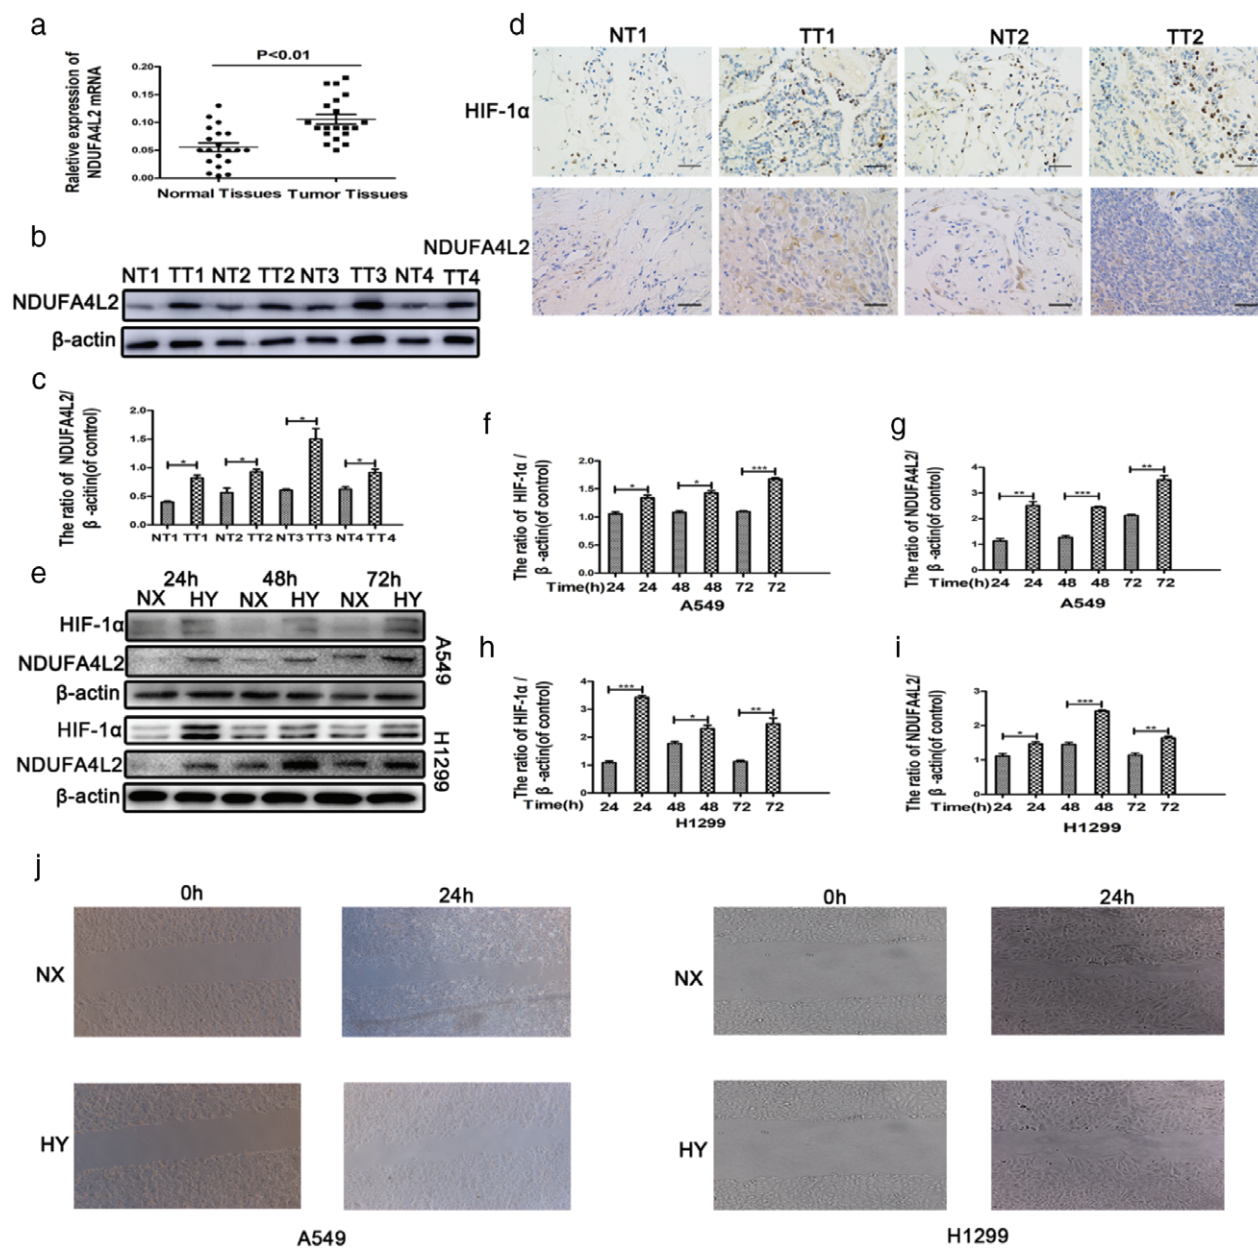 a
P<0.01
Raletive expression of
NDUFA4L2 mRNA
0.20
0.15
0.10
0.05
0.00
Normal Tissues Tumor Tissues
b
NT1 TT1 NT2 TT2 NT3 TT3 NT4 TT4
NDUFA4L2
β-actin
c
The ratio of NDUFA4L2/
β -acitin(of control)
2.0
1.5
1.0
0.5
0.0
* * * *
NT1 TT1 NT2 TT2 NT3 TT3 NT4 TT4
d
NT1 TT1 NT2 TT2
HIF-1α
NDUFA4L2
e
24h 48h 72h
NX HY NX HY NX HY
HIF-1α
NDUFA4L2
β-actin
A549
HIF-1α
NDUFA4L2
β-actin
H1299
f
The ratio of HIF-1α /
β -actin(of control)
2.0
1.5
1.0
0.5
0.0
* * ***
Time(h) 24 24 48 48 72 72
A549
g
The ratio of NDUFA4L2/
β -actin(of control)
4
3
2
1
0
** *** **
Time(h) 24 24 48 48 72 72
A549
h
The ratio of HIF-1α /
β -actin(of control)
4
3
2
1
0
*** * **
Time(h) 24 24 48 48 72 72
H1299
i
The ratio of NDUFA4L2/
β -actin(of control)
3
2
1
0
* *** **
Time(h) 24 24 48 48 72 72
H1299
j
0h 24h 0h 24h
NX NX
HY HY
A549 H1299